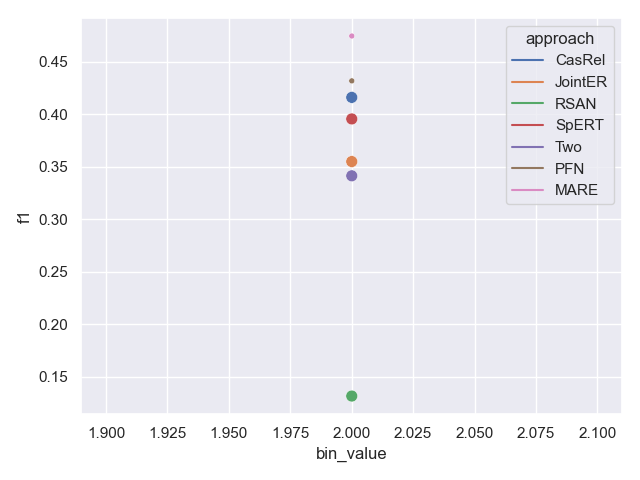 approach
CasRel
JointER
RSAN
SpERT
Two
PFN
MARE
f1
0.45
0.40
0.35
0.30
0.25
0.20
0.15
1.900 1.925 1.950 1.975 2.000 2.025 2.050 2.075 2.100
bin_value